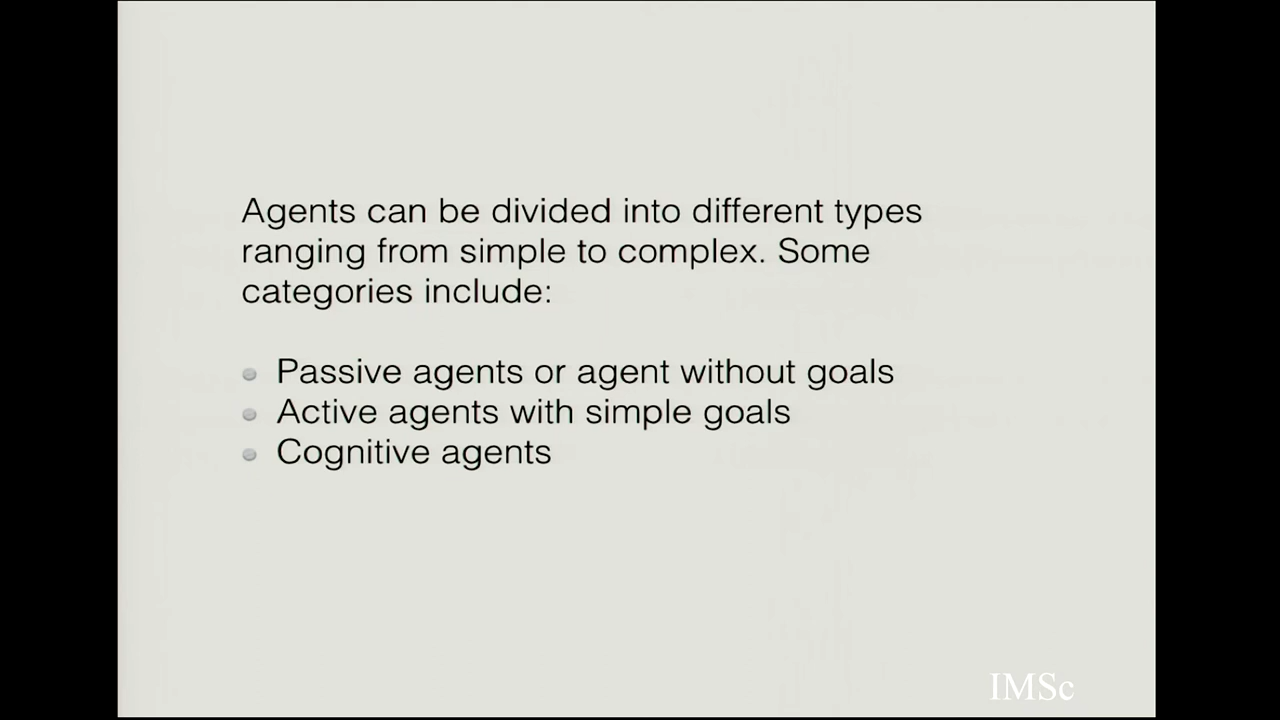 Agents can be divided into different types
ranging from simple to complex. Some
categories include:
Passive agents or agent without goals
Active agents with simple goals
Cognitive agents
IMSc